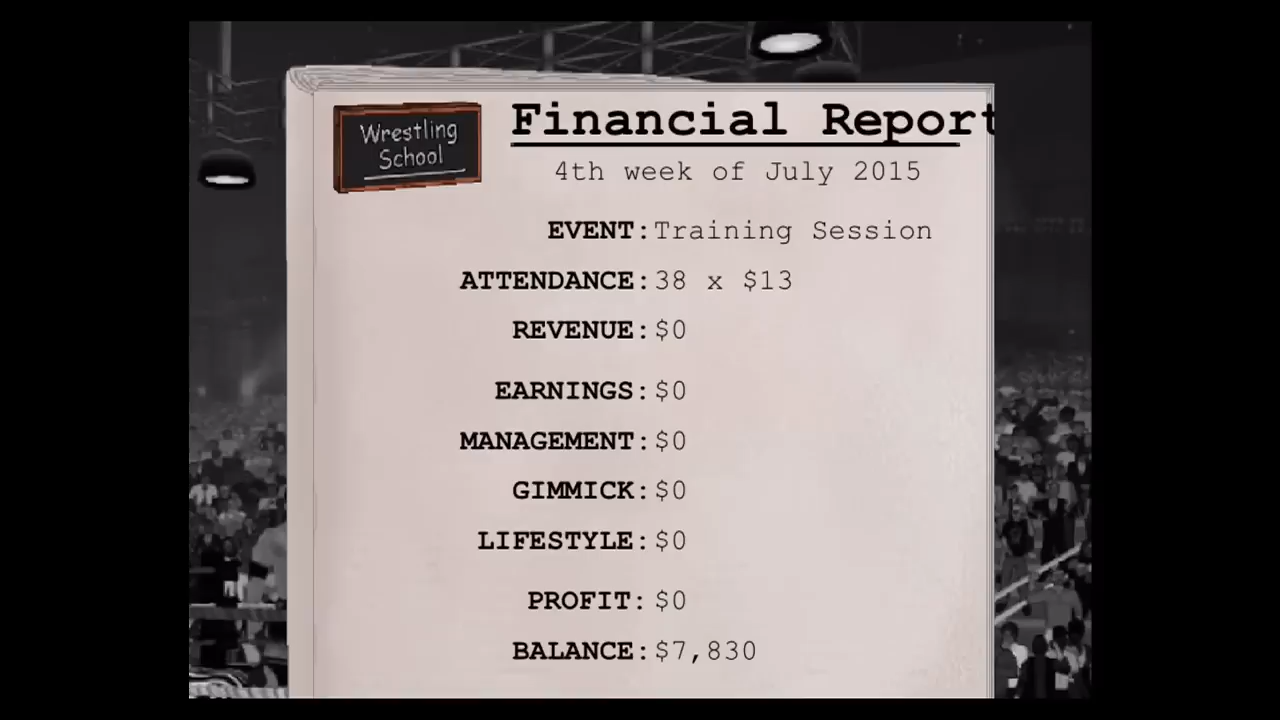 Wrestling
School
Financial Report
4th week of July 2015
EVENT: Training Session
ATTENDANCE: 38 x $13
REVENUE: $0
EARNINGS: $0
MANAGEMENT: $0
GIMMICK: $0
LIFESTYLE: $0
PROFIT: $0
BALANCE: $7,830